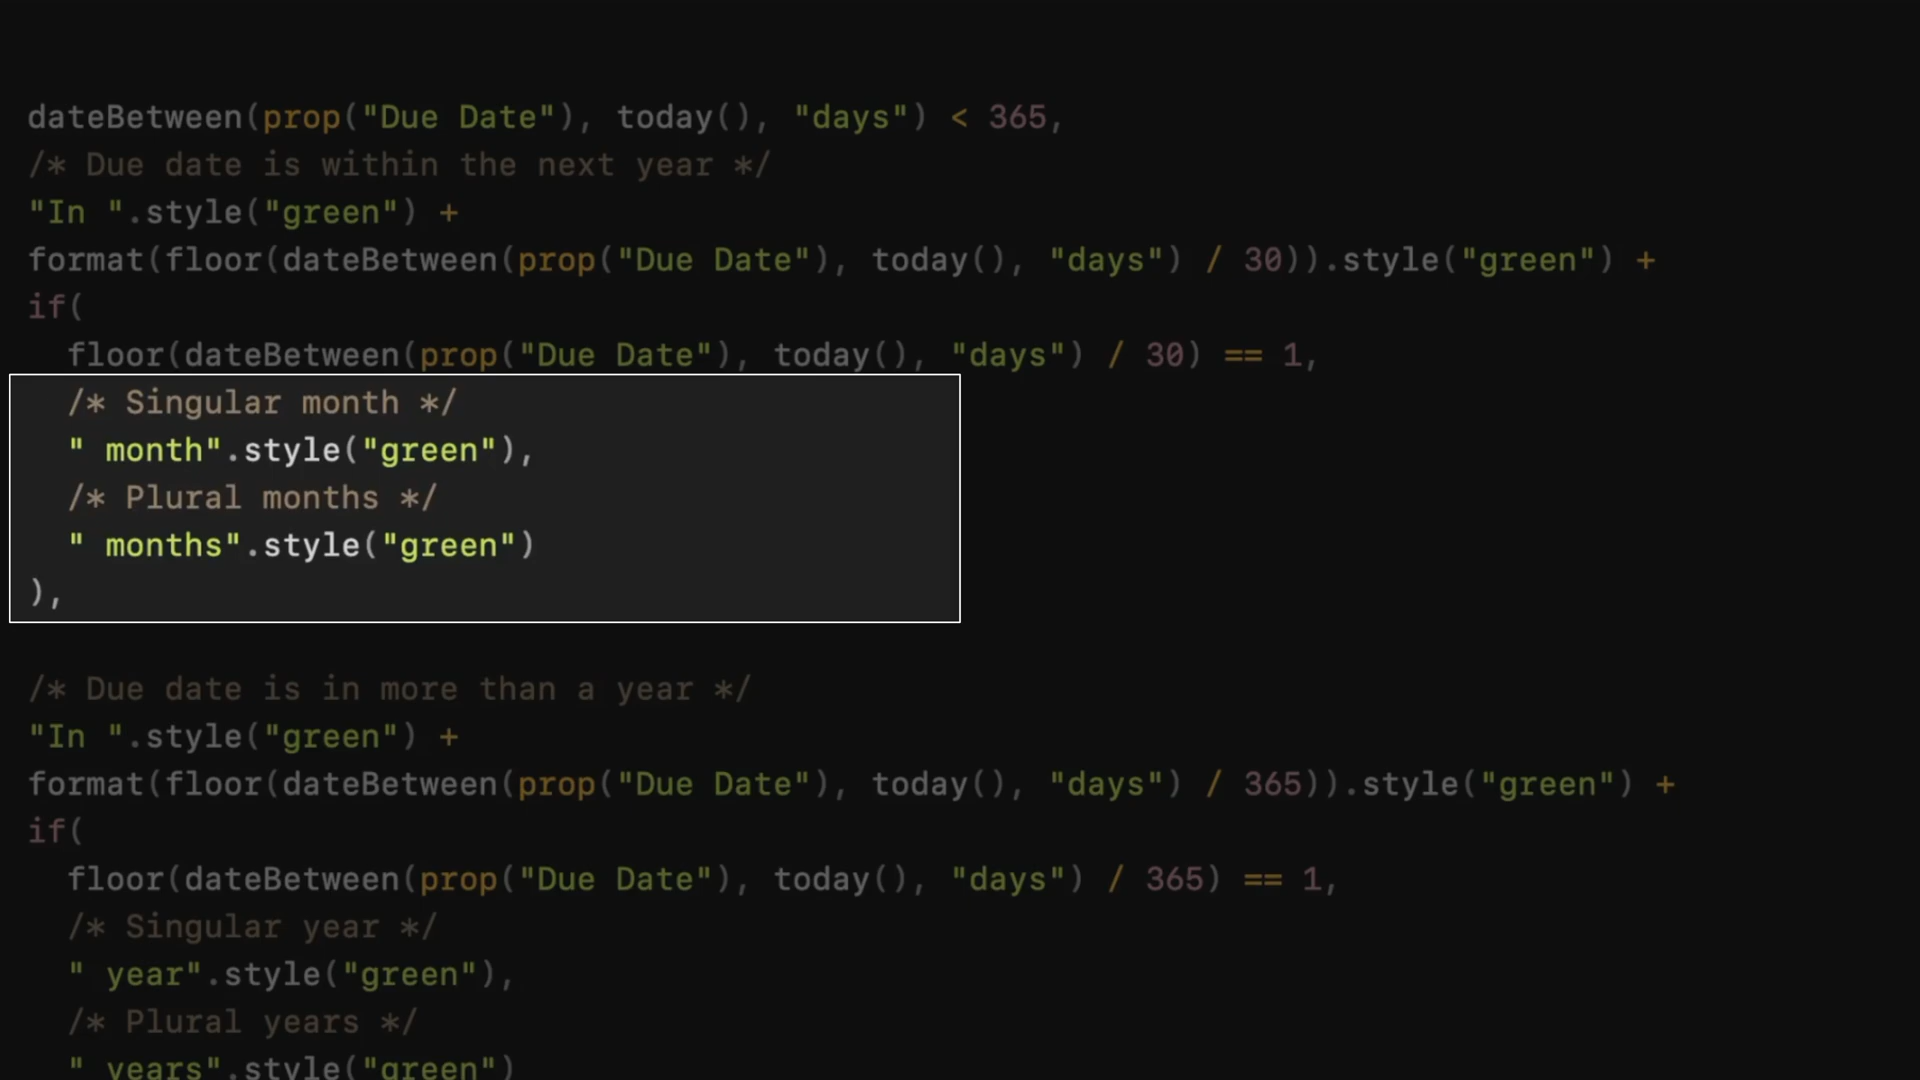 dateBetween(prop("Due Date"), today(), "days") < 365,
/* Due date is within the next year */
"In ".style("green") +
format(floor(dateBetween(prop("Due Date"), today(), "days") / 30)).style("green") +
if(
  floor(dateBetween(prop("Due Date"), today(), "days") / 30) == 1,
  /* Singular month */
  " month".style("green"),
  /* Plural months */
  " months".style("green")
),
/* Due date is in more than a year */
"In ".style("green") +
format(floor(dateBetween(prop("Due Date"), today(), "days") / 365)).style("green") +
if(
  floor(dateBetween(prop("Due Date"), today(), "days") / 365) == 1,
  /* Singular year */
  " year".style("green"),
  /* Plural years */
  " years".style("green")